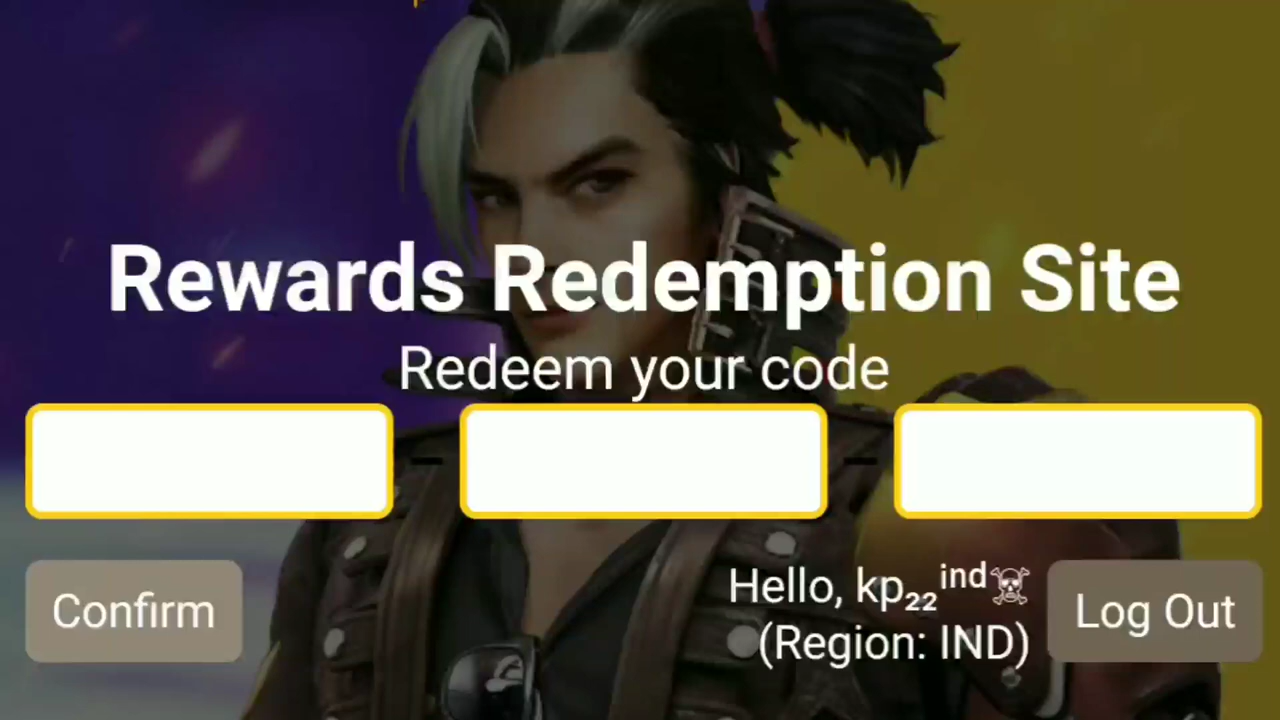 Rewards Redemption Site
Redeem your code
Confirm
Hello, kp₂₂ⁱⁿᵈ☠
(Region: IND)
Log Out